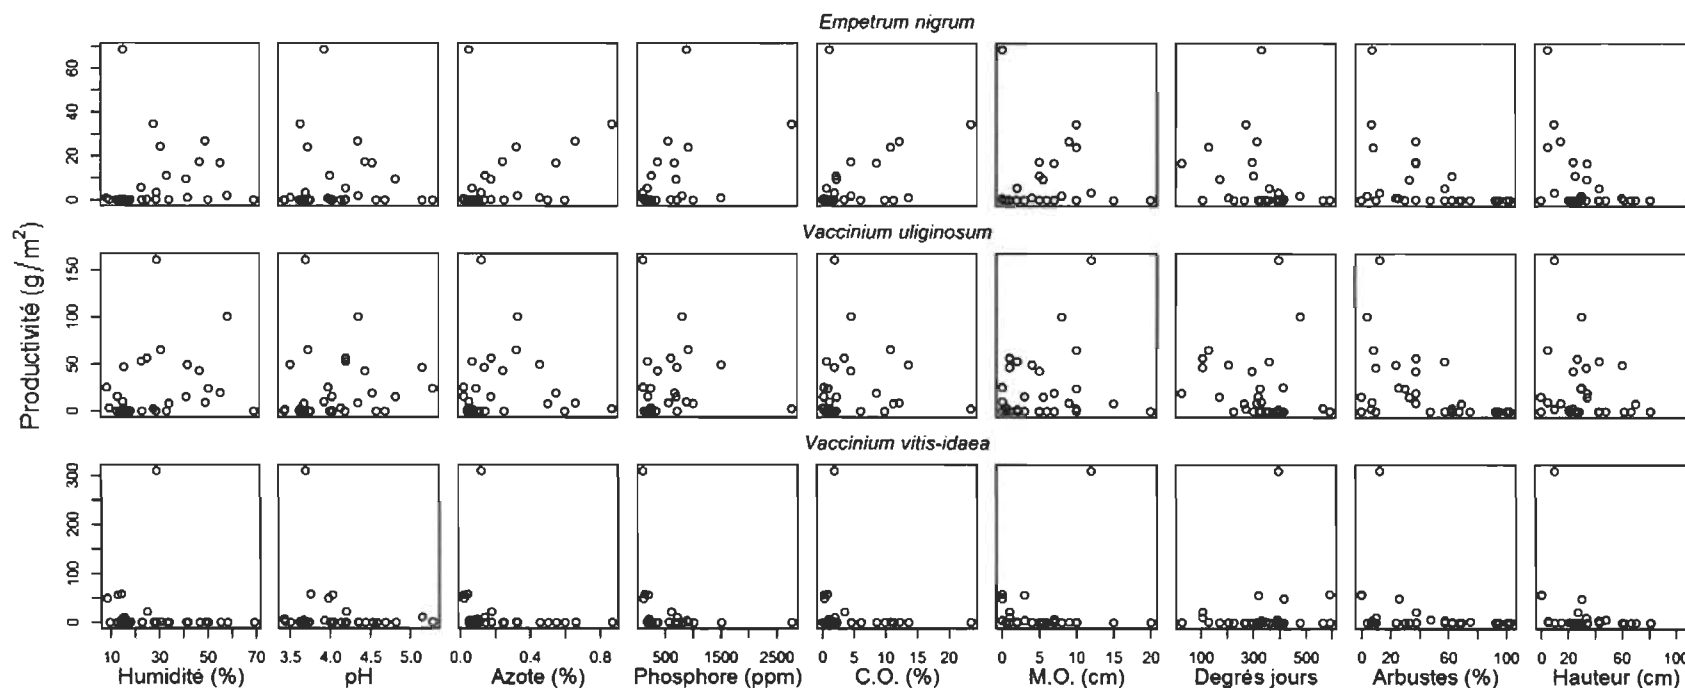 Empetrum nigrum
0 20 40 60
Vaccinium uliginosum
0 50 100 150
Productivité (g/m²)
Vaccinium vitis-idaea
0 100 200 300
10 30 50 70 3.5 4.0 4.5 5.0 0.0 0.4 0.8 500 1500 2500 0 5 10 20 0 5 10 20 100 300 500 0 20 40 60 80 100 0 20 60 100
Humidité (%) pH Azote (%) Phosphore (ppm) C.O. (%) M.O. (cm) Degrés jours Arbustes (%) Hauteur (cm)